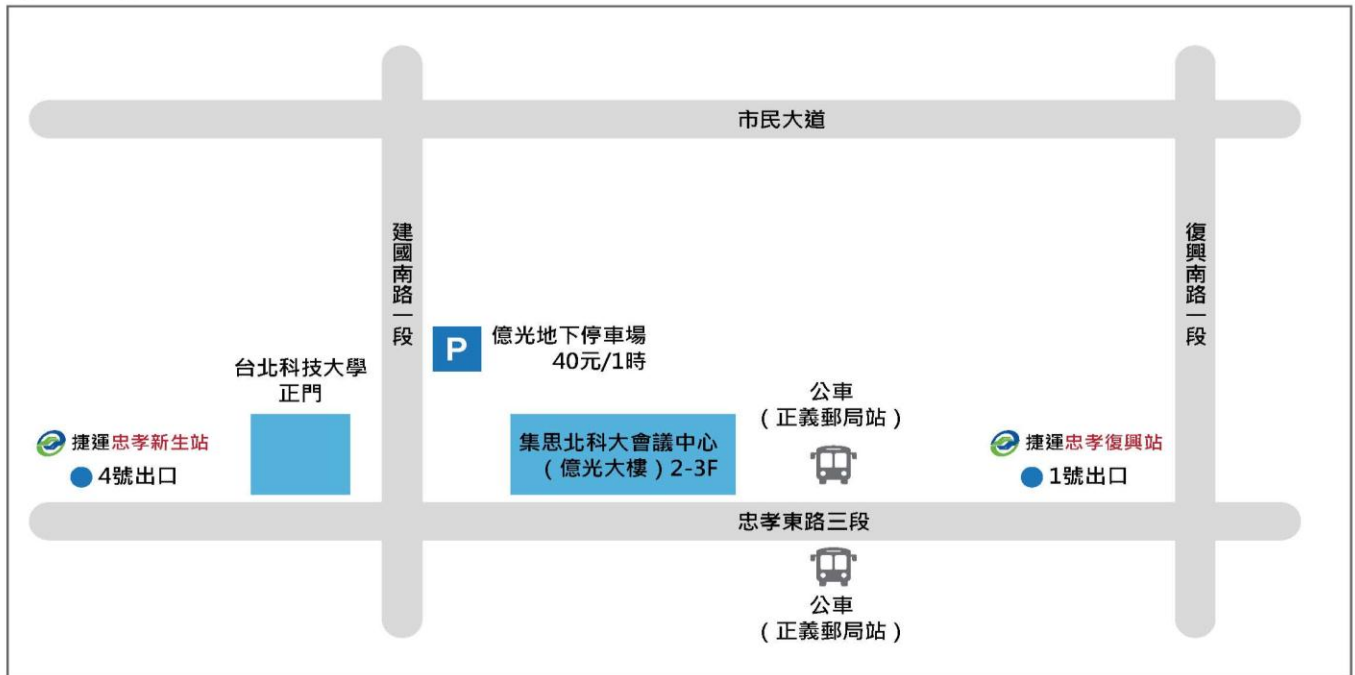 市民大道
建國南路一段
復興南路一段
P
億光地下停車場
40元/1時
台北科技大學
正門
公車
(正義郵局站)
捷運忠孝新生站
4號出口
集思北科大會議中心
(億光大樓)2-3F
捷運忠孝復興站
1號出口
忠孝東路三段
公車
(正義郵局站)